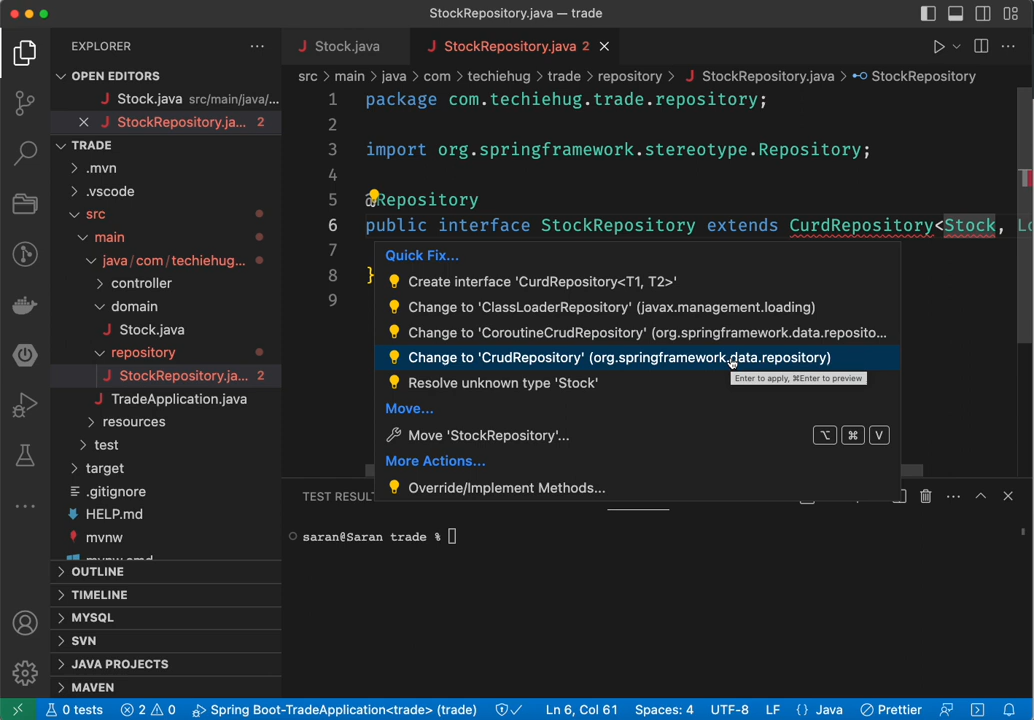 StockRepository.java — trade
EXPLORER
OPEN EDITORS
J Stock.java src/main/java/...
J StockRepository.ja... 2
TRADE
.mvn
.vscode
src
main
java/com/techiehug...
controller
domain
J Stock.java
repository
J StockRepository.ja... 2
J TradeApplication.java
resources
test
target
.gitignore
HELP.md
mvnw
OUTLINE
TIMELINE
MYSQL
SVN
JAVA PROJECTS
MAVEN
J Stock.java
J StockRepository.java 2
src > main > java > com > techiehug > trade > repository > J StockRepository.java > StockRepository
1 package com.techiehug.trade.repository;
2
3 import org.springframework.stereotype.Repository;
4
5 @Repository
6 public interface StockRepository extends CurdRepository<Stock, Lo
7
8 }
9
Quick Fix...
Create interface 'CurdRepository<T1, T2>'
Change to 'ClassLoaderRepository' (javax.management.loading)
Change to 'CoroutineCrudRepository' (org.springframework.data.reposito...
Change to 'CrudRepository' (org.springframework.data.repository)
Enter to apply, ⌘Enter to preview
Resolve unknown type 'Stock'
Move...
Move 'StockRepository'... ⌥ ⌘ V
More Actions...
Override/Implement Methods...
TEST RESULT
saran@Saran trade %
0 tests 2 0 Spring Boot-TradeApplication<trade> (trade) Ln 6, Col 61 Spaces: 4 UTF-8 LF {} Java Prettier